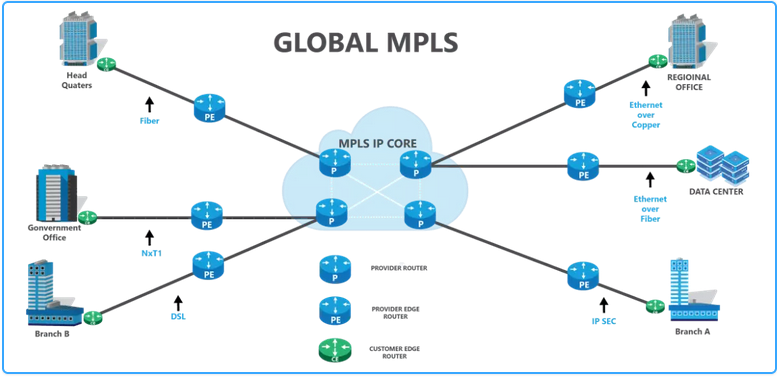 GLOBAL MPLS
Head
Quaters
Fiber
PE
MPLS IP CORE
P
P
PE
REGIIONAL
OFFICE
Ethernet
over
Copper
PE
DATA CENTER
Ethernet
over
Fiber
Gonvernment
Office
NxT1
PE
P
P
PE
DSL
Branch B
PE
IP SEC
Branch A
P
PROVIDER ROUTER
PE
PROVIDER EDGE
ROUTER
CE
CUSTOMER EDGE
ROUTER